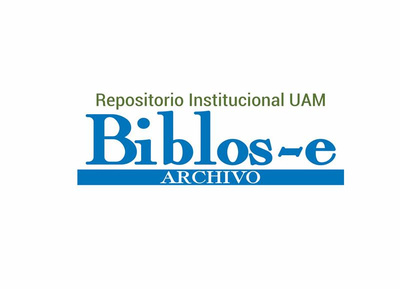 Repositorio Institucional UAM
Biblos-e
ARCHIVO